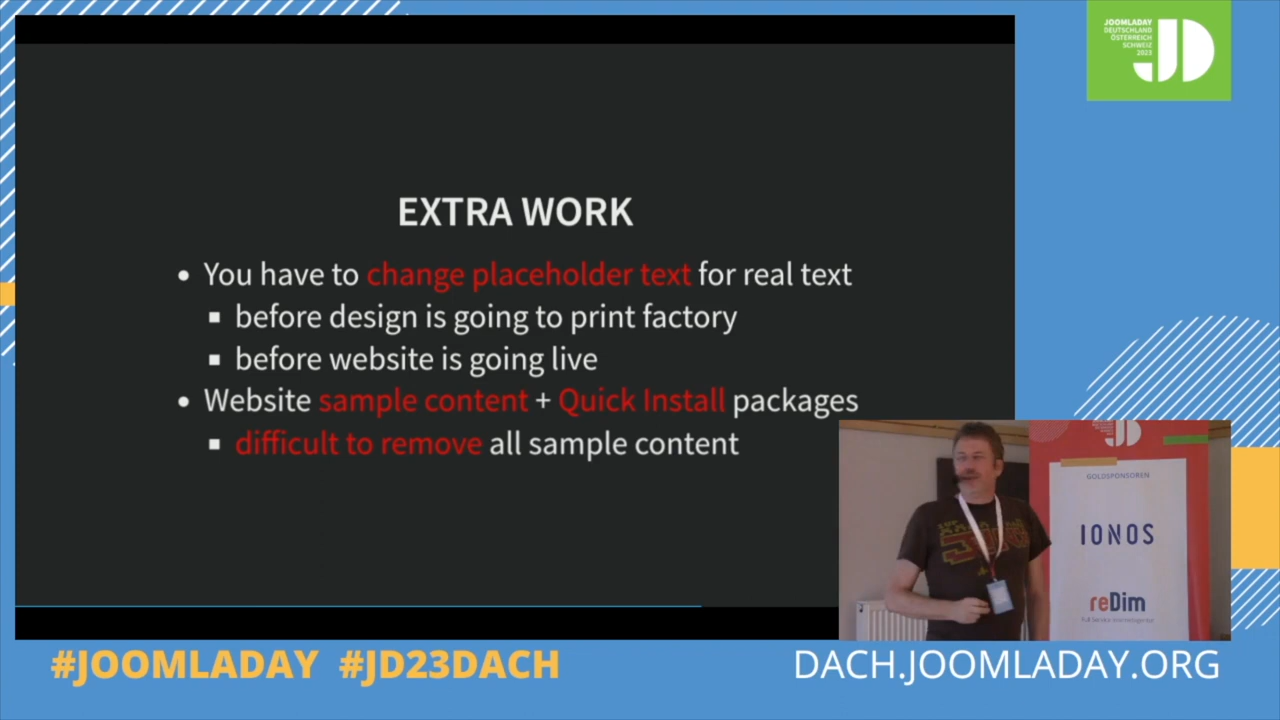 JOOMLADAY
DEUTSCHLAND
ÖSTERREICH
SCHWEIZ
2023
JD
EXTRA WORK
• You have to change placeholder text for real text
▪ before design is going to print factory
▪ before website is going live
• Website sample content + Quick Install packages
▪ difficult to remove all sample content
GOLDSPONSOREN
IONOS
reDim
#JOOMLADAY #JD23DACH
DACH.JOOMLADAY.ORG